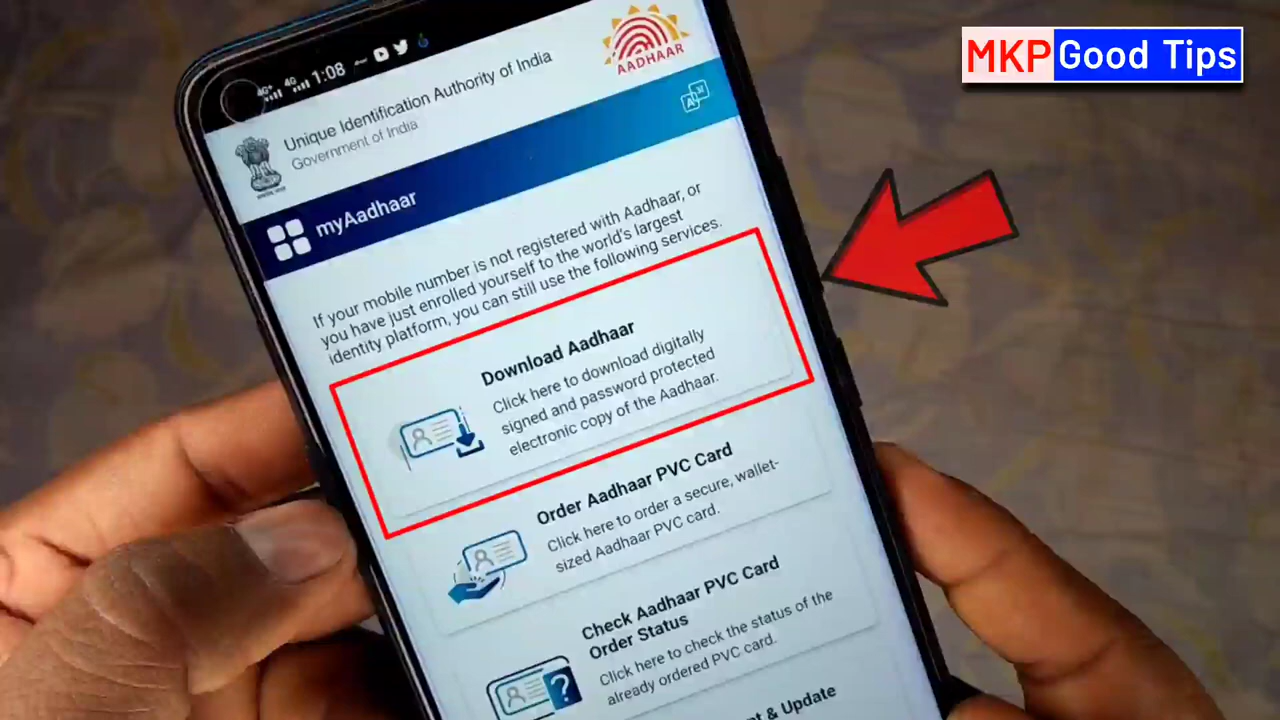 MKP Good Tips
4G+ 4G 1:08
Unique Identification Authority of India
Government of India
AADHAAR
myAadhaar
If your mobile number is not registered with Aadhaar, or
you have just enrolled yourself to the world's largest
identity platform, you can still use the following services.
Download Aadhaar
Click here to download digitally
signed and password protected
electronic copy of the Aadhaar.
Order Aadhaar PVC Card
Click here to order a secure, wallet-
sized Aadhaar PVC card.
Check Aadhaar PVC Card
Order Status
Click here to check the status of the
already ordered PVC card.
& Update